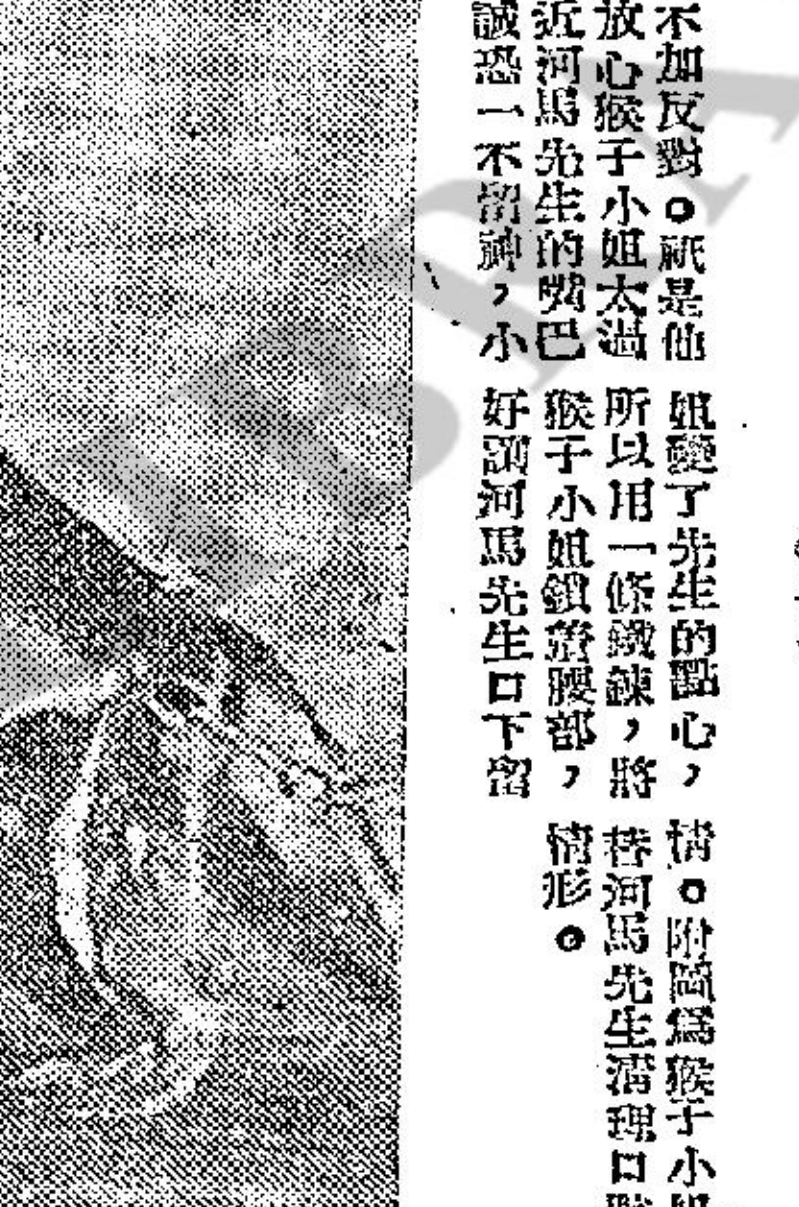 不加反對。祇是他
放心猴子小姐太過
近河馬先生的嘴巴
誠恐一不留神，小
姐變了先生的點心，
所以用一條鐵鍊，將
猴子小姐鎖着腰部，
好請河馬先生口下留
情。附圖爲猴子小姐
替河馬先生清理口腔
情形。